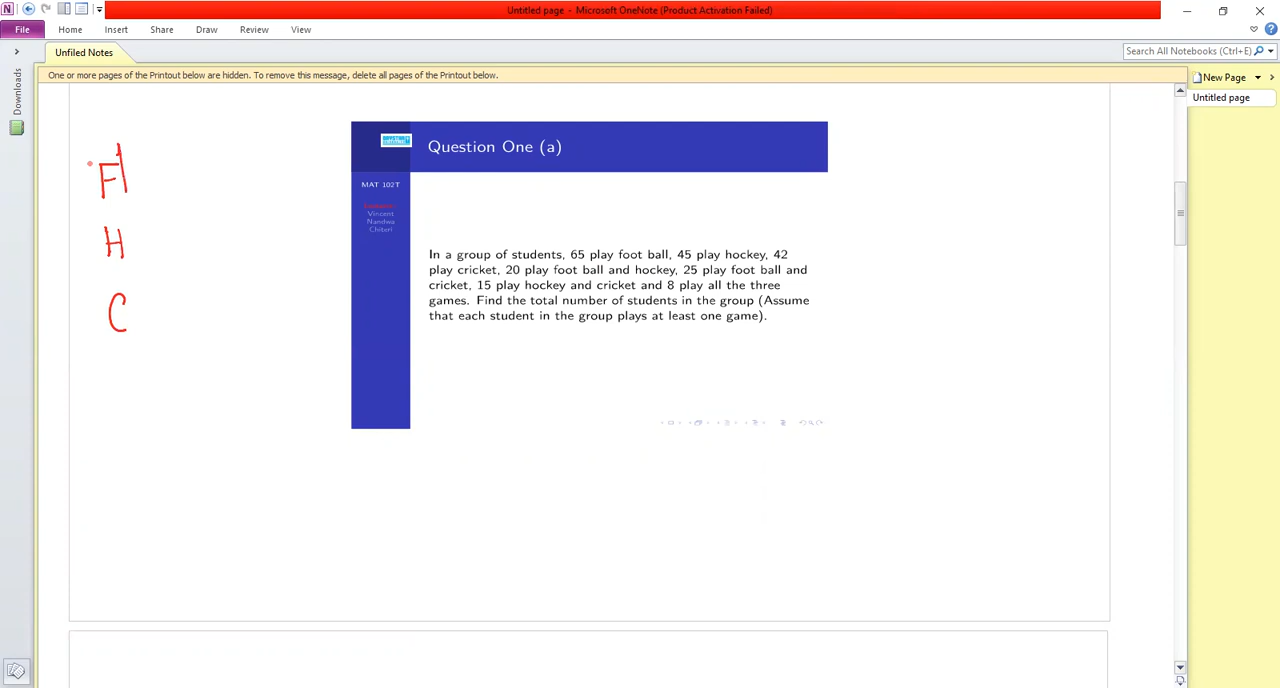 Untitled page - Microsoft OneNote (Product Activation Failed)
File Home Insert Share Draw Review View
Unfiled Notes
Search All Notebooks (Ctrl+E)
One or more pages of the Printout below are hidden. To remove this message, delete all pages of the Printout below.
New Page
Untitled page
Downloads
F
H
C
Question One (a)
MAT 102T
Vincent
Nandwa
Chiteri
In a group of students, 65 play foot ball, 45 play hockey, 42
play cricket, 20 play foot ball and hockey, 25 play foot ball and
cricket, 15 play hockey and cricket and 8 play all the three
games. Find the total number of students in the group (Assume
that each student in the group plays at least one game).